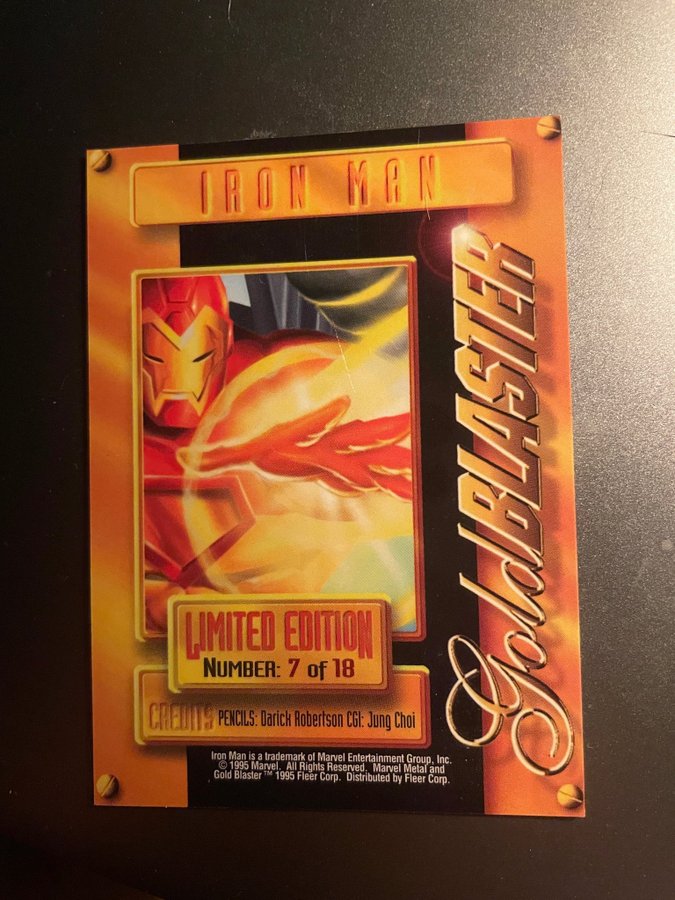 IRON MAN
Gold BLASTER
LIMITED EDITION
NUMBER: 7 of 18
CREDITS PENCILS: Darick Robertson CGI: Jung Choi
Iron Man is a trademark of Marvel Entertainment Group, Inc.
© 1995 Marvel. All Rights Reserved. Marvel Metal and
Gold Blaster ™ 1995 Fleer Corp. Distributed by Fleer Corp.